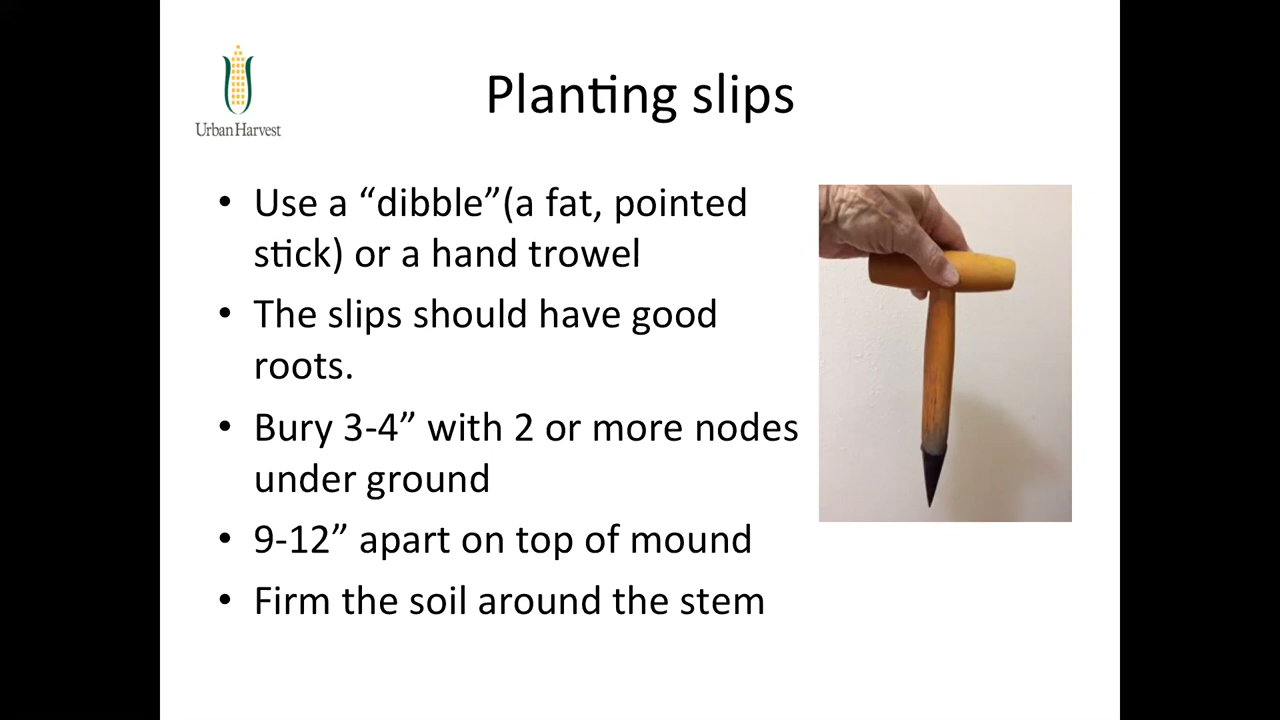 Urban Harvest
Planting slips
• Use a “dibble”(a fat, pointed
stick) or a hand trowel
• The slips should have good
roots.
• Bury 3-4” with 2 or more nodes
under ground
• 9-12” apart on top of mound
• Firm the soil around the stem